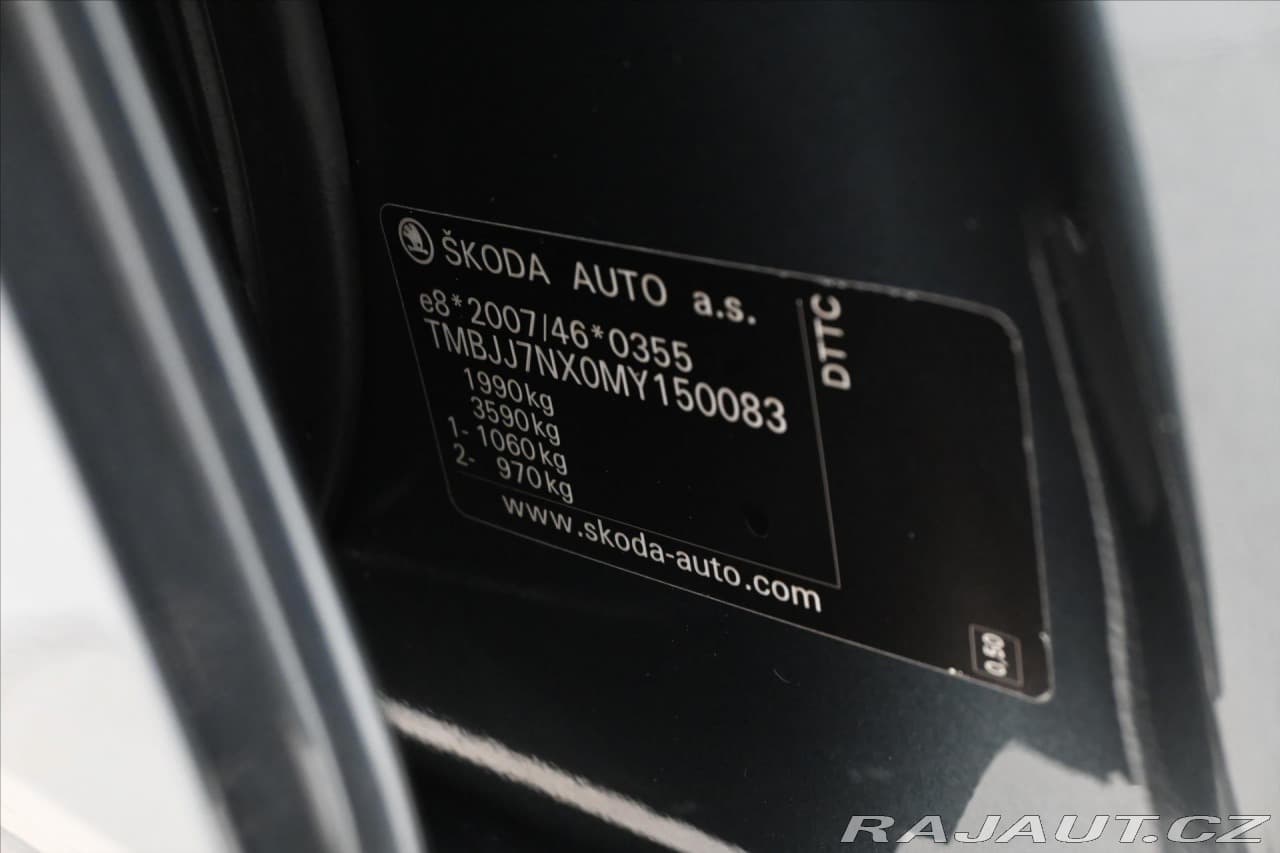 ŠKODA AUTO a.s.
e8*2007/46*0355
TMBJJ7NX0MY150083
1990kg
3590kg
1- 1060kg
2- 970kg
www.skoda-auto.com
DTTC
0,50
RAJAUT.CZ